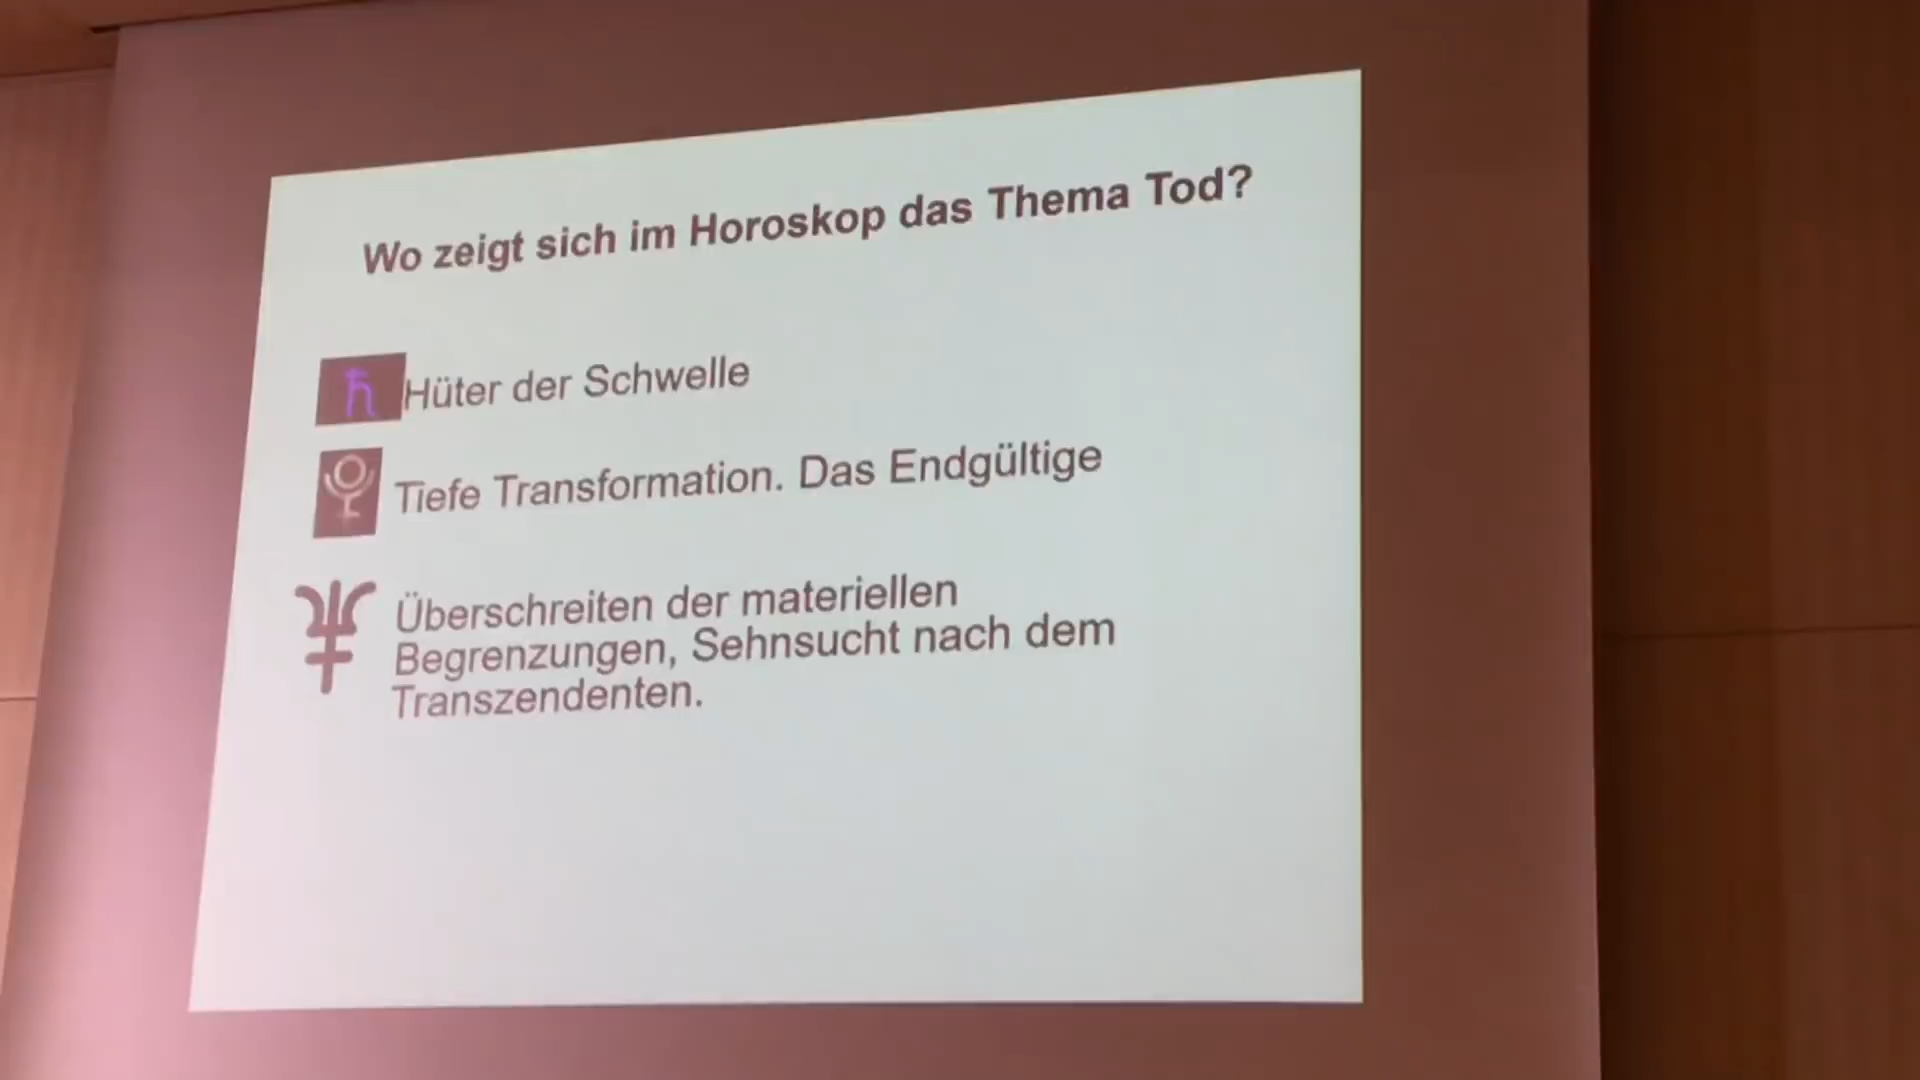 Wo zeigt sich im Horoskop das Thema Tod?
Hüter der Schwelle
Tiefe Transformation. Das Endgültige
Überschreiten der materiellen
Begrenzungen, Sehnsucht nach dem
Transzendenten.